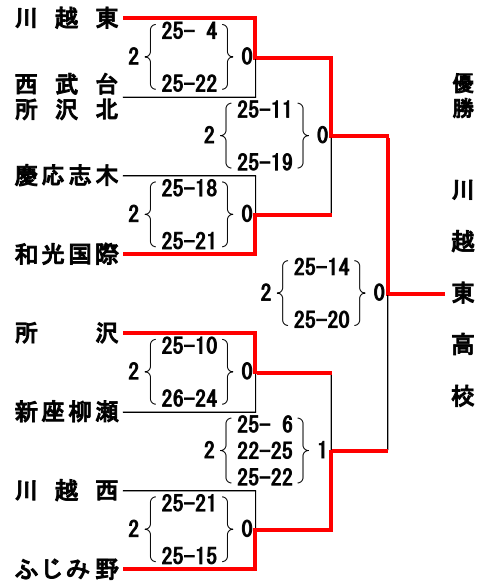 川越東
25- 4
2 0
25-22
西武台
所沢北
25-11
2 0
25-19
慶応志木
25-18
2 0
25-21
和光国際
25-14
2 0
25-20
所沢
25-10
2 0
26-24
新座柳瀬
25- 6
2 22-25 1
25-22
川越西
25-21
2 0
25-15
ふじみ野
優勝 川越東高校